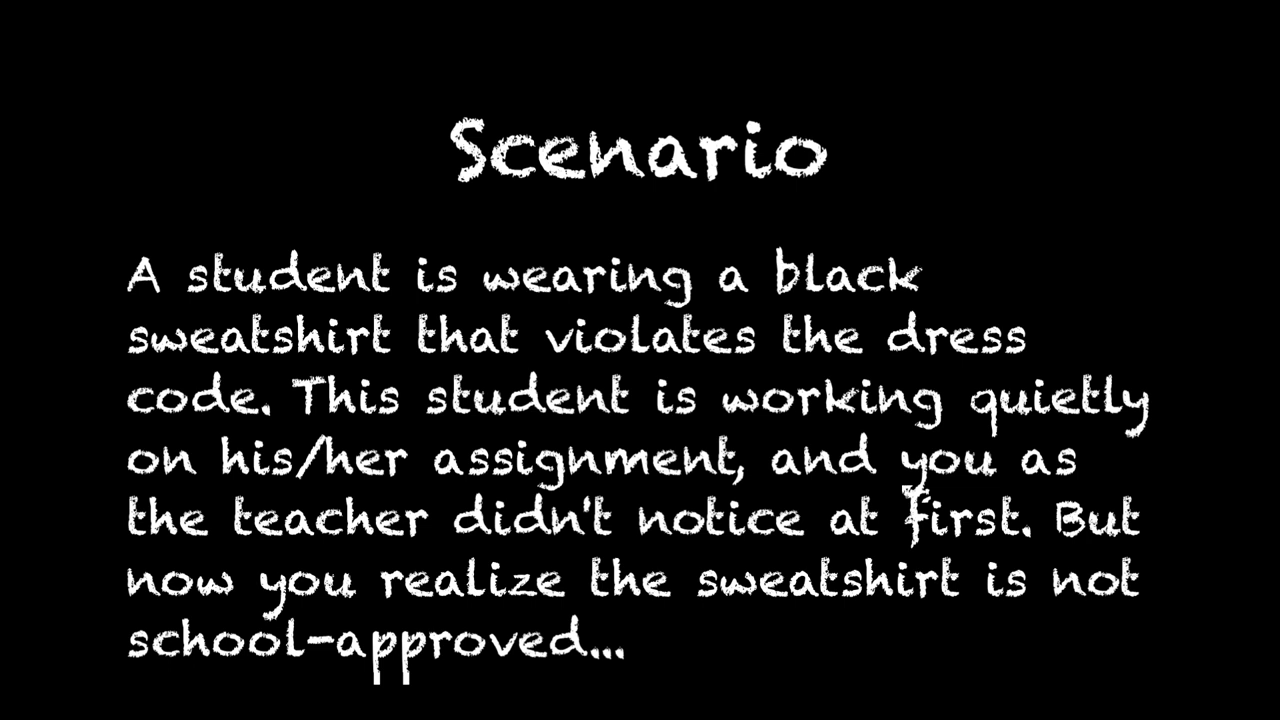 Scenario
A student is wearing a black
sweatshirt that violates the dress
code. This student is working quietly
on his/her assignment, and you as
the teacher didn't notice at first. But
now you realize the sweatshirt is not
school-approved...